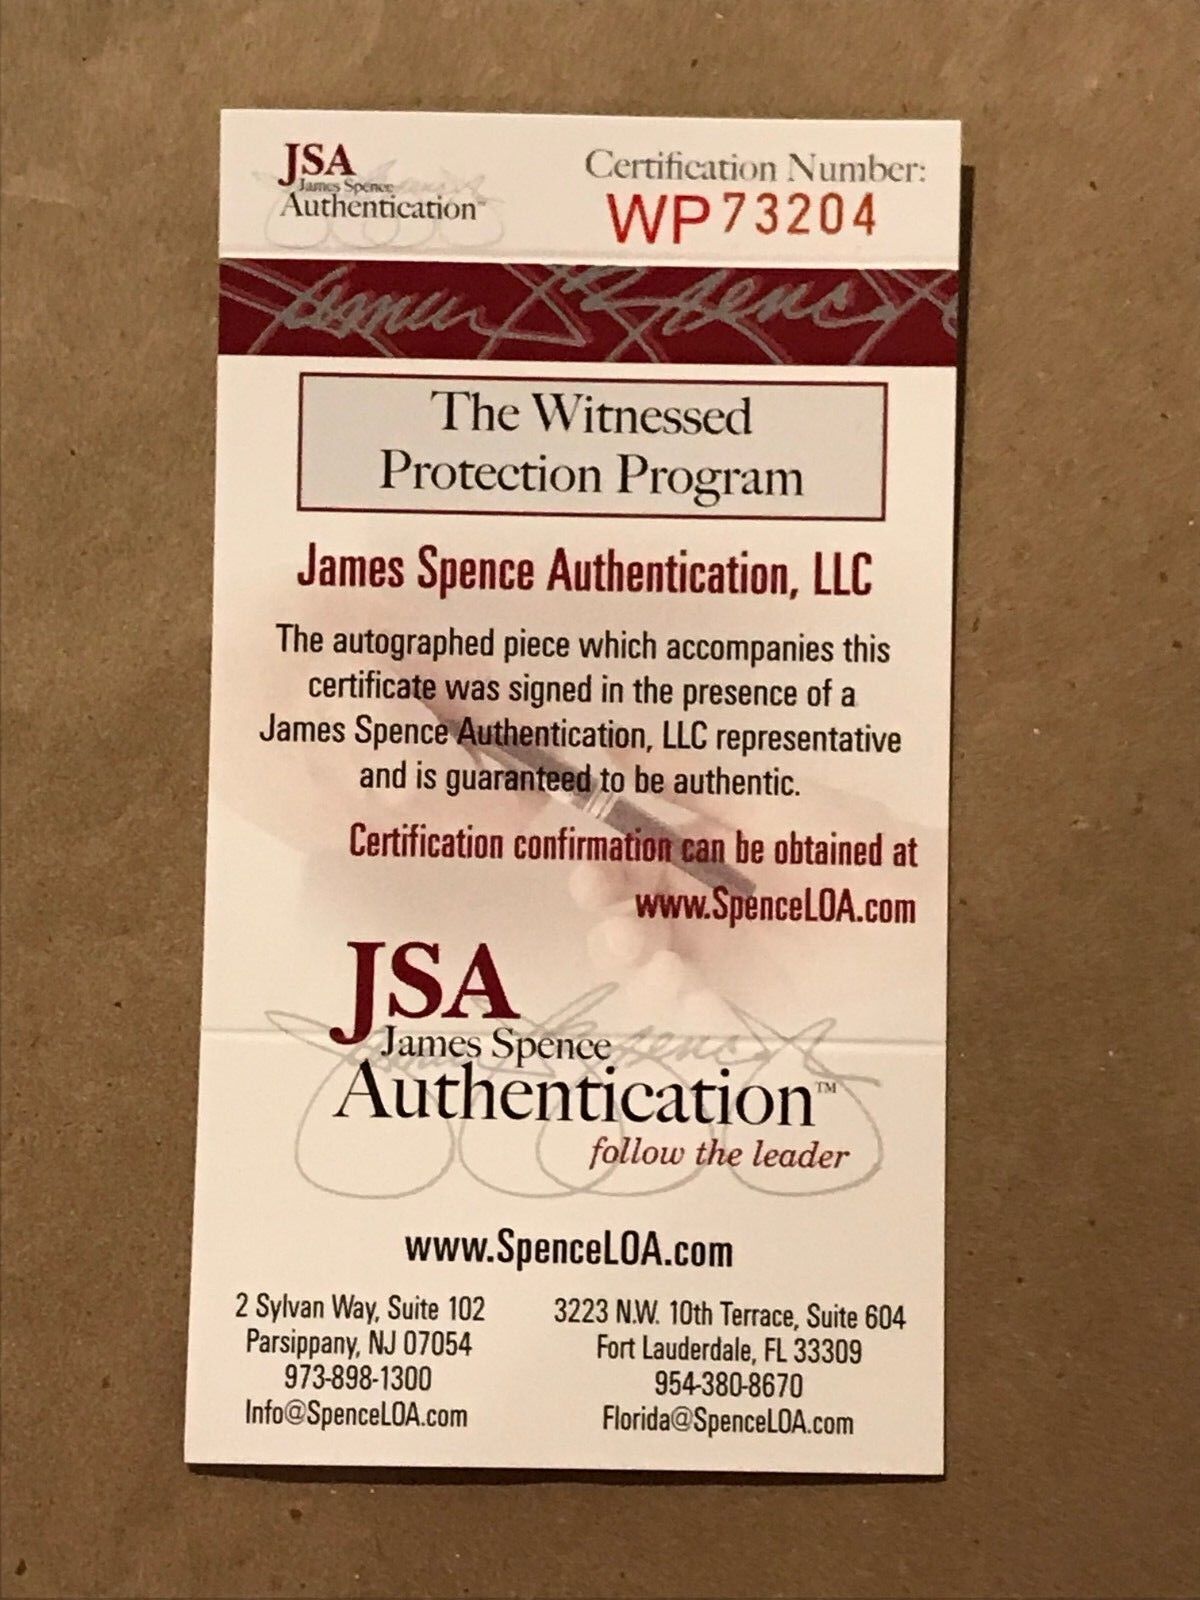 JSA
James Spence
Authentication™
Certification Number:
WP73204
James Spence
The Witnessed
Protection Program
James Spence Authentication, LLC
The autographed piece which accompanies this
certificate was signed in the presence of a
James Spence Authentication, LLC representative
and is guaranteed to be authentic.
Certification confirmation can be obtained at
www.SpenceLOA.com
JSA
James Spence
Authentication™
follow the leader
www.SpenceLOA.com
2 Sylvan Way, Suite 102
Parsippany, NJ 07054
973-898-1300
Info@SpenceLOA.com
3223 N.W. 10th Terrace, Suite 604
Fort Lauderdale, FL 33309
954-380-8670
Florida@SpenceLOA.com